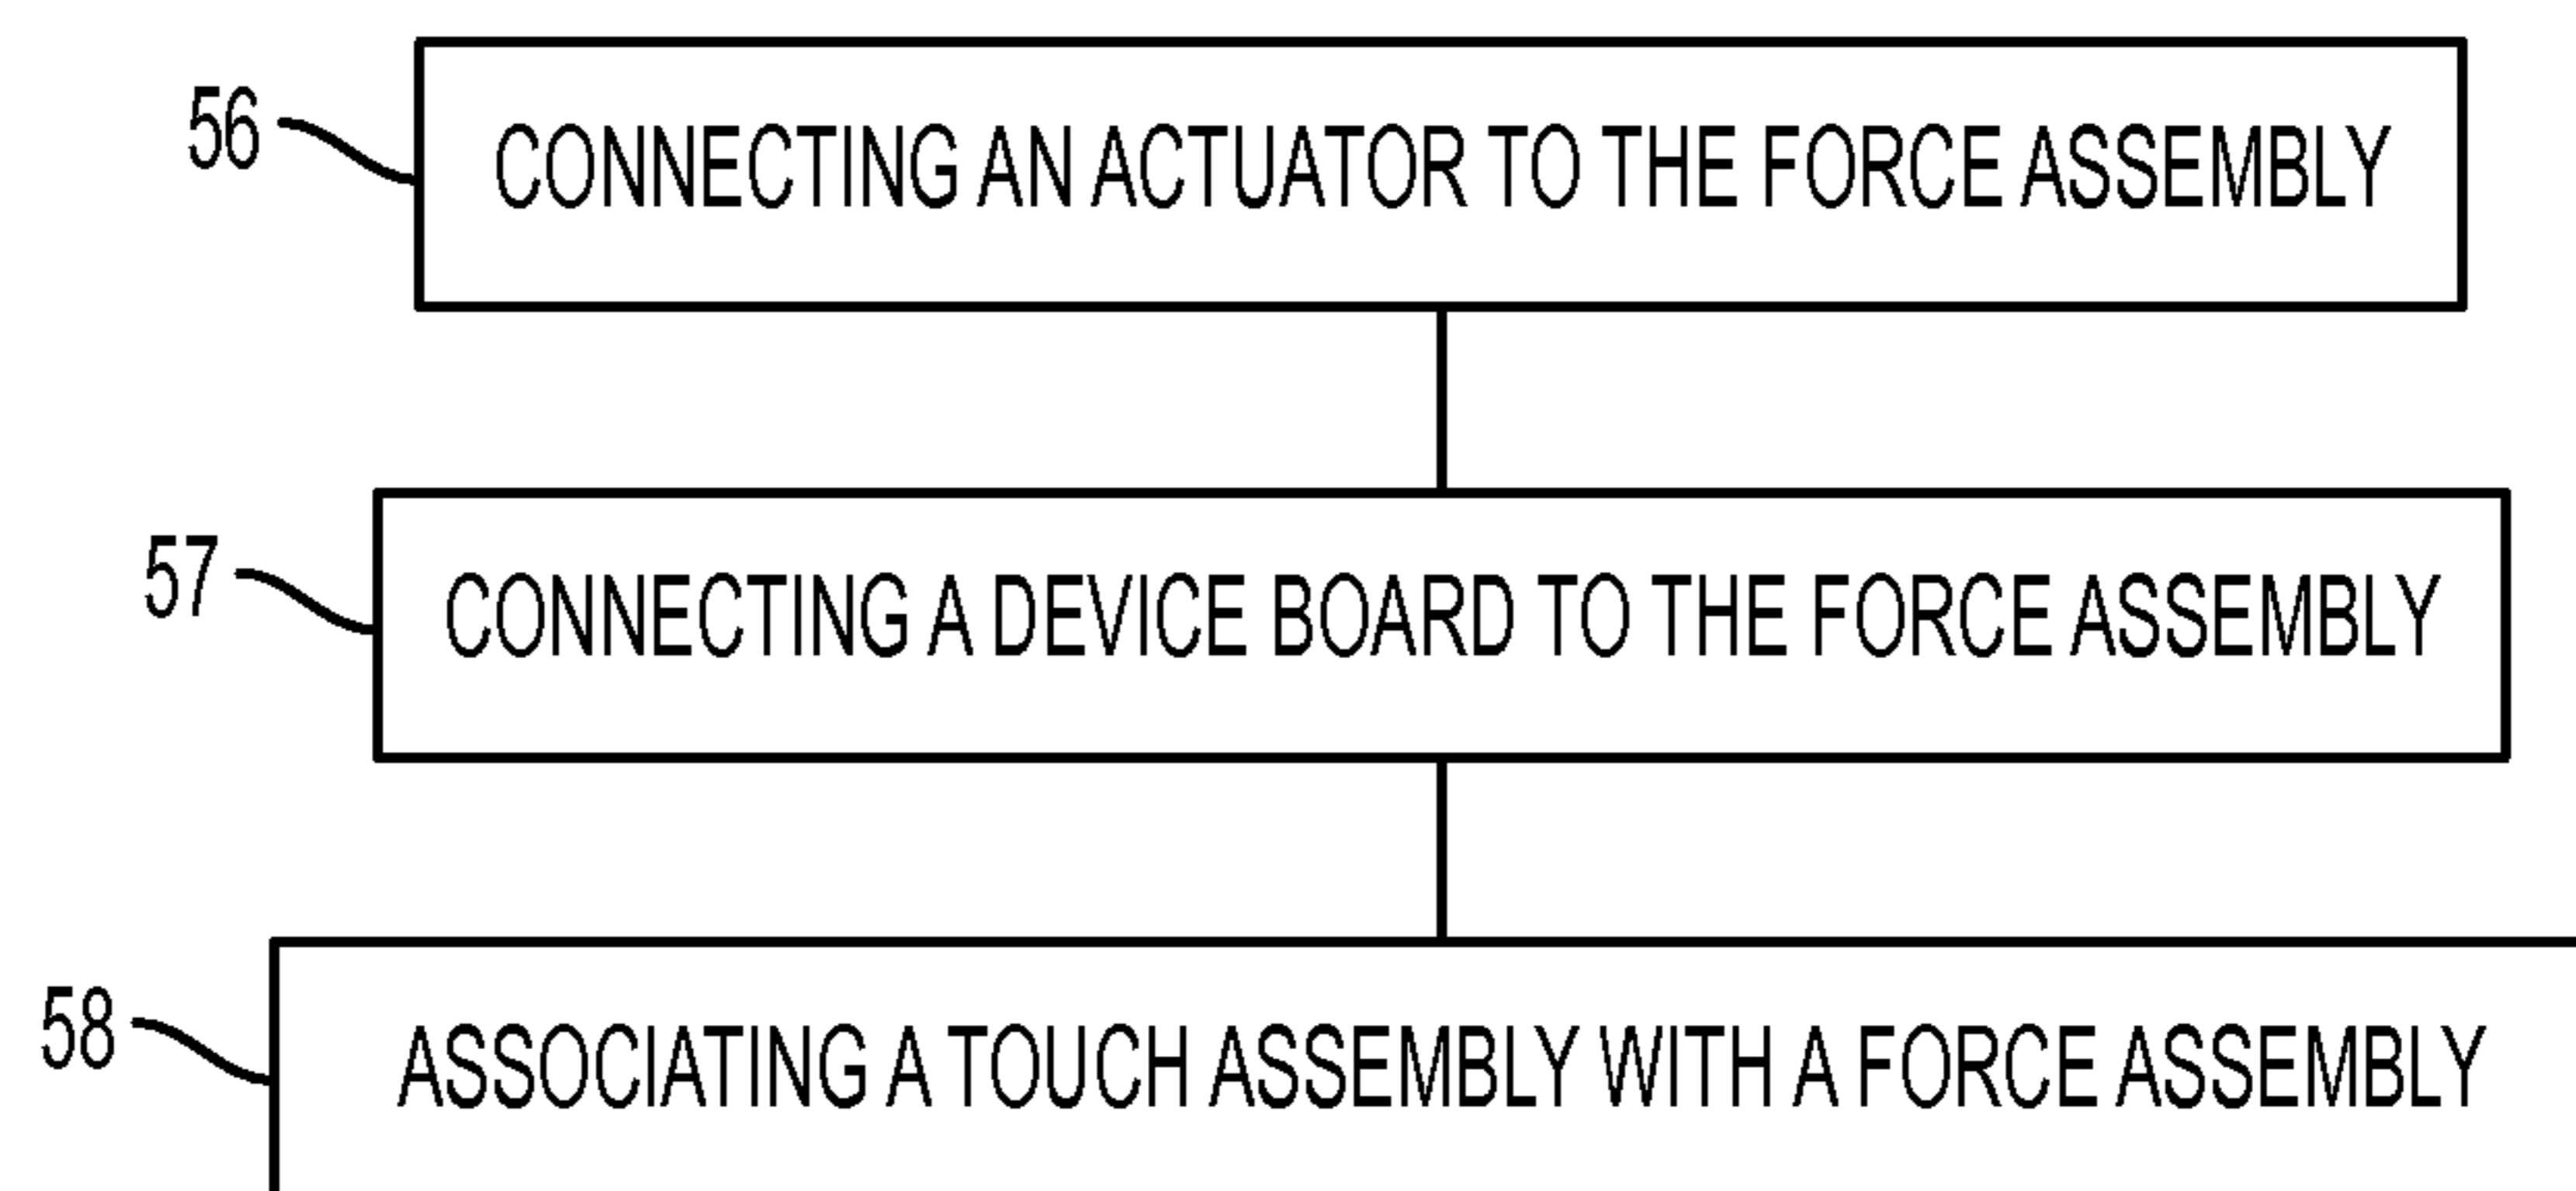 56 CONNECTING AN ACTUATOR TO THE FORCE ASSEMBLY
57 CONNECTING A DEVICE BOARD TO THE FORCE ASSEMBLY
58 ASSOCIATING A TOUCH ASSEMBLY WITH A FORCE ASSEMBLY